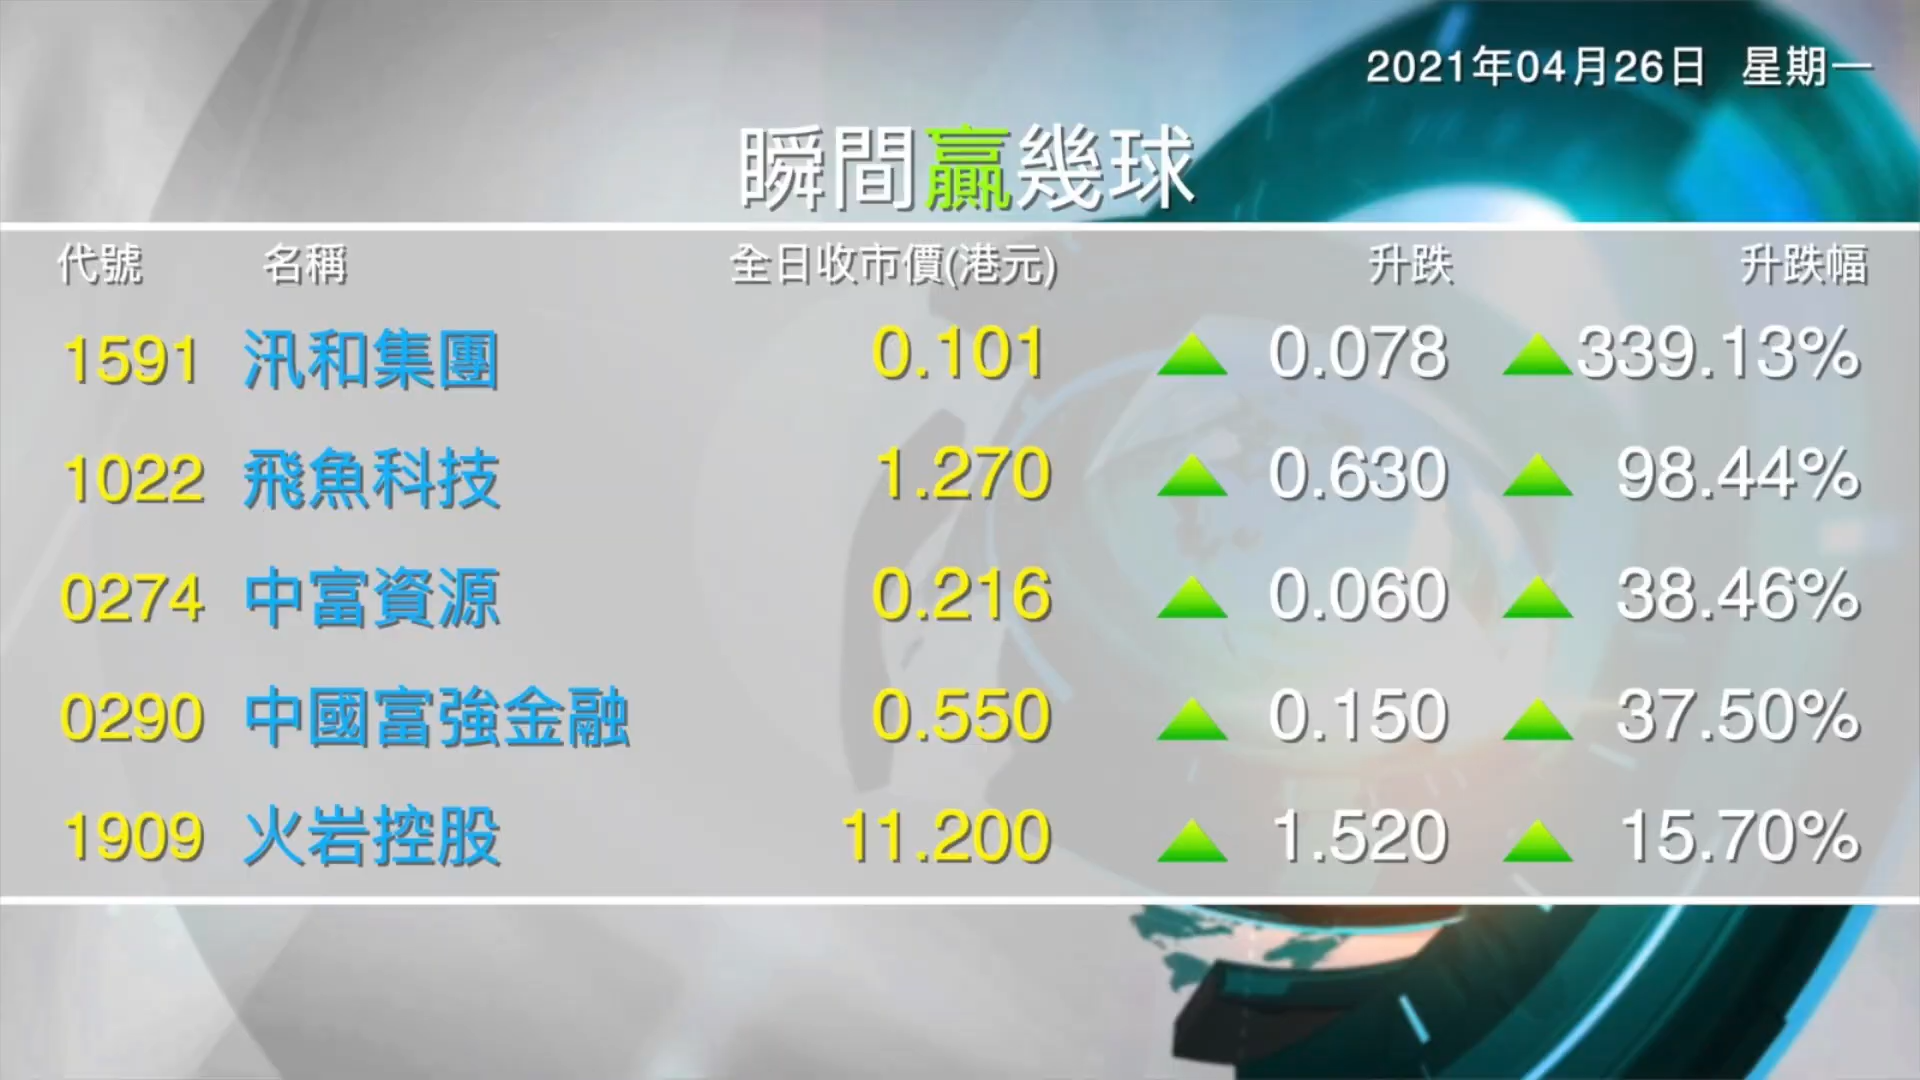 2021年04月26日 星期一
瞬間贏幾球
代號 名稱 全日收市價(港元) 升跌 升跌幅
1591 汛和集團 0.101 ▲ 0.078 ▲ 339.13%
1022 飛魚科技 1.270 ▲ 0.630 ▲ 98.44%
0274 中富資源 0.216 ▲ 0.060 ▲ 38.46%
0290 中國富強金融 0.550 ▲ 0.150 ▲ 37.50%
1909 火岩控股 11.200 ▲ 1.520 ▲ 15.70%